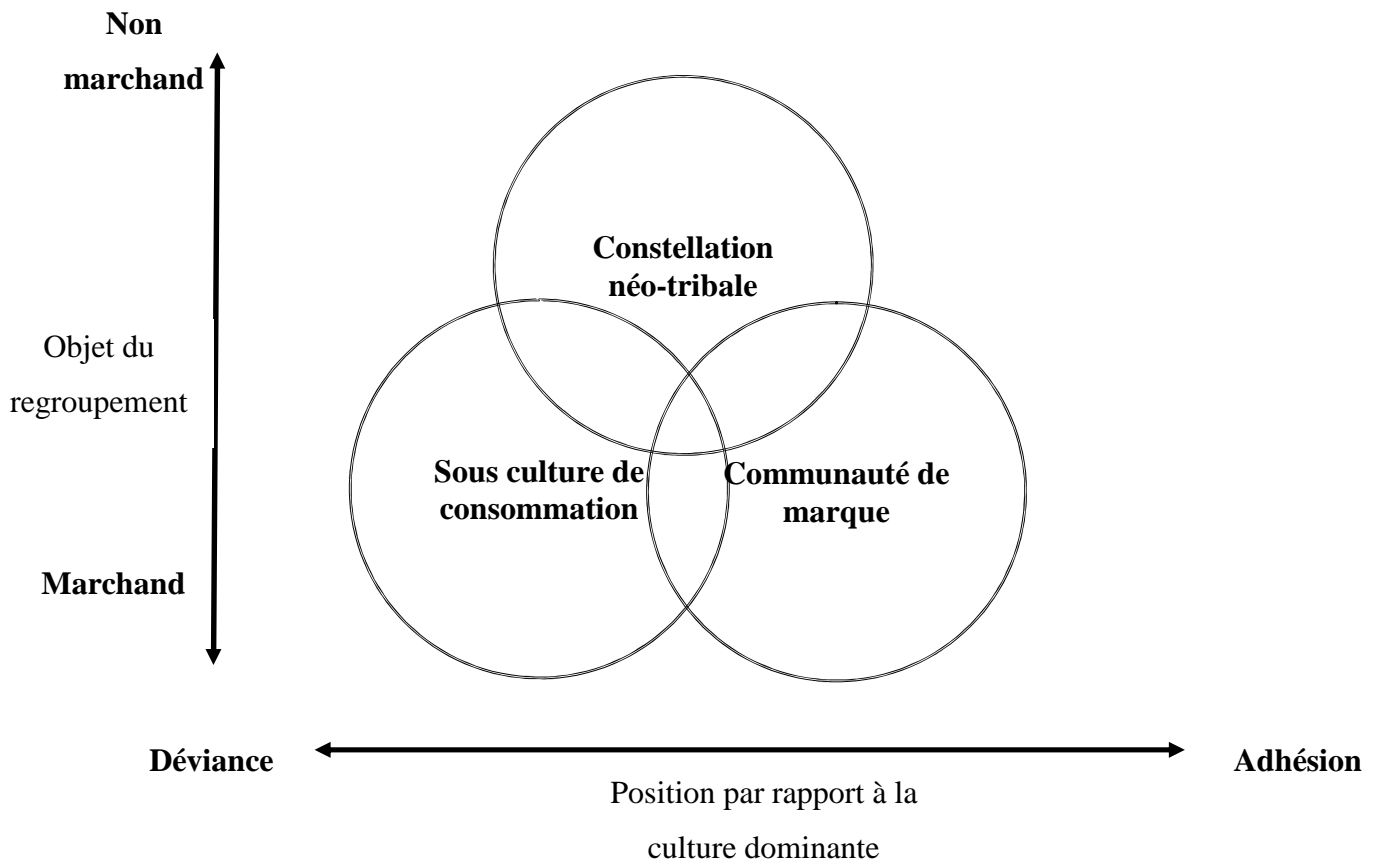 Non
marchand
Constellation
néo-tribale
Objet du
regroupement
Sous culture de
consommation
Communauté de
marque
Marchand
Déviance
Adhésion
Position par rapport à la
culture dominante